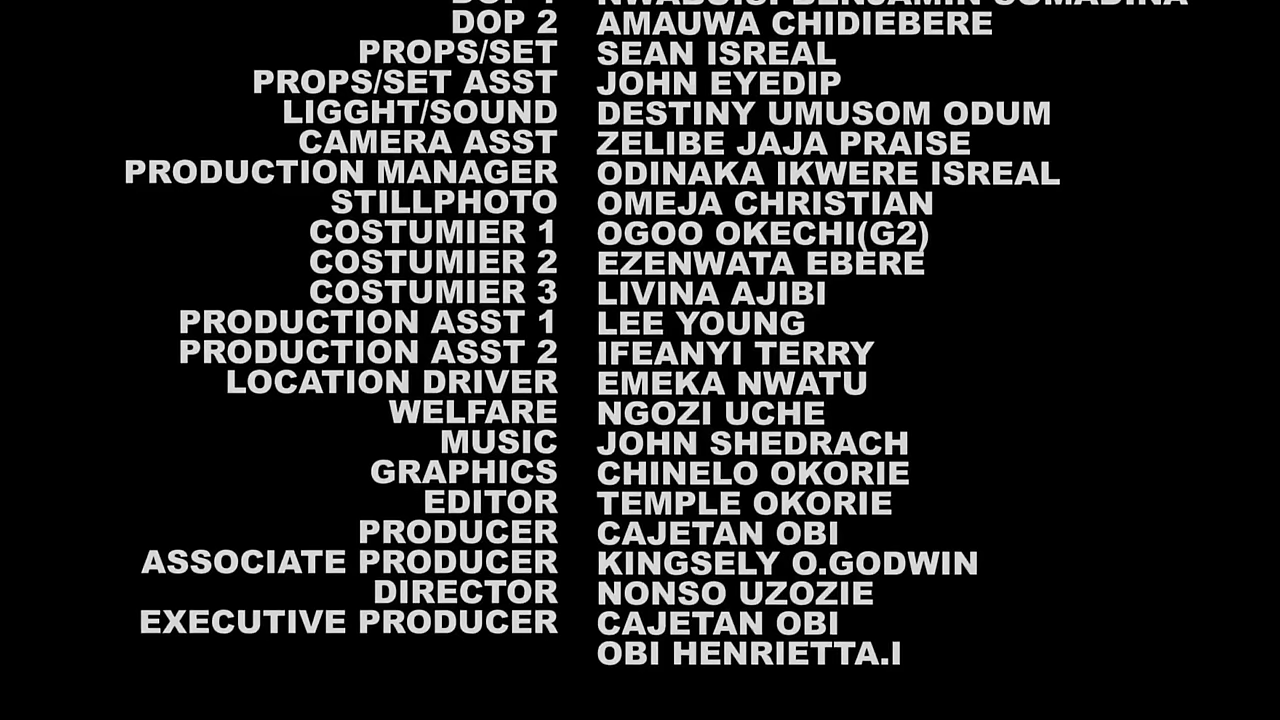 DOP 1 NWABUISI BENJAMIN SOMADINA
DOP 2 AMAUWA CHIDIEBERE
PROPS/SET SEAN ISREAL
PROPS/SET ASST JOHN EYEDIP
LIGGHT/SOUND DESTINY UMUSOM ODUM
CAMERA ASST ZELIBE JAJA PRAISE
PRODUCTION MANAGER ODINAKA IKWERE ISREAL
STILLPHOTO OMEJA CHRISTIAN
COSTUMIER 1 OGOO OKECHI(G2)
COSTUMIER 2 EZENWATA EBERE
COSTUMIER 3 LIVINA AJIBI
PRODUCTION ASST 1 LEE YOUNG
PRODUCTION ASST 2 IFEANYI TERRY
LOCATION DRIVER EMEKA NWATU
WELFARE NGOZI UCHE
MUSIC JOHN SHEDRACH
GRAPHICS CHINELO OKORIE
EDITOR TEMPLE OKORIE
PRODUCER CAJETAN OBI
ASSOCIATE PRODUCER KINGSELY O.GODWIN
DIRECTOR NONSO UZOZIE
EXECUTIVE PRODUCER CAJETAN OBI
OBI HENRIETTA.I